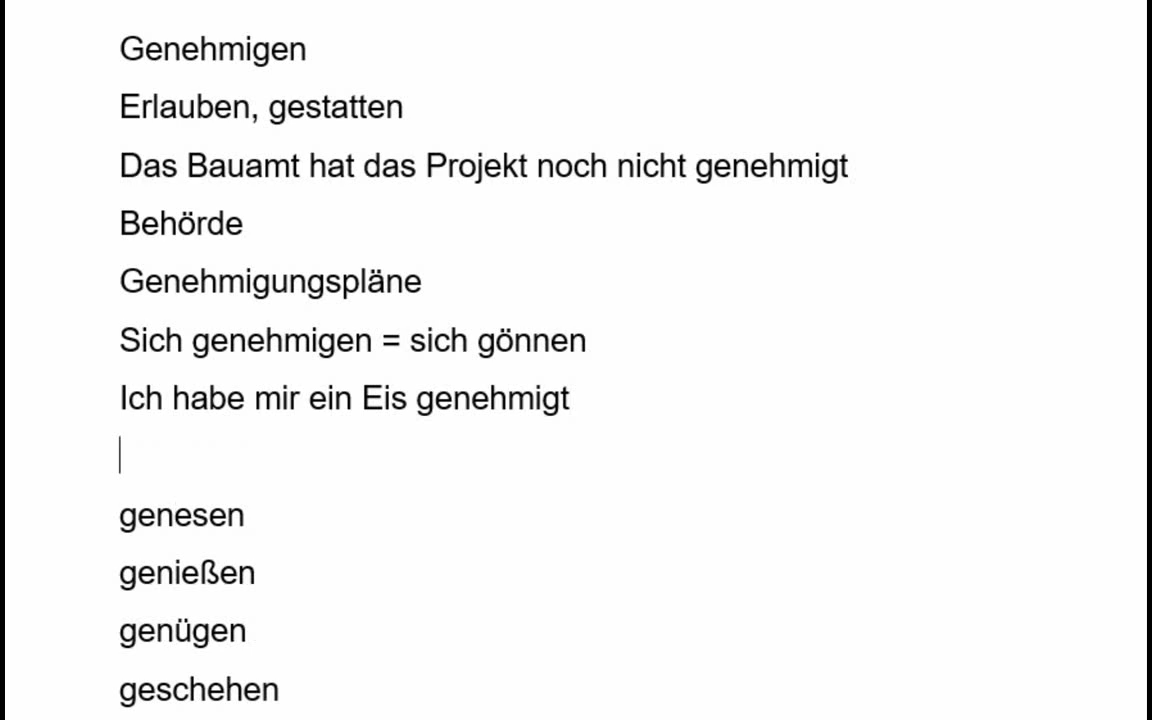 Genehmigen
Erlauben, gestatten
Das Bauamt hat das Projekt noch nicht genehmigt
Behörde
Genehmigungspläne
Sich genehmigen = sich gönnen
Ich habe mir ein Eis genehmigt
genesen
genießen
genügen
geschehen